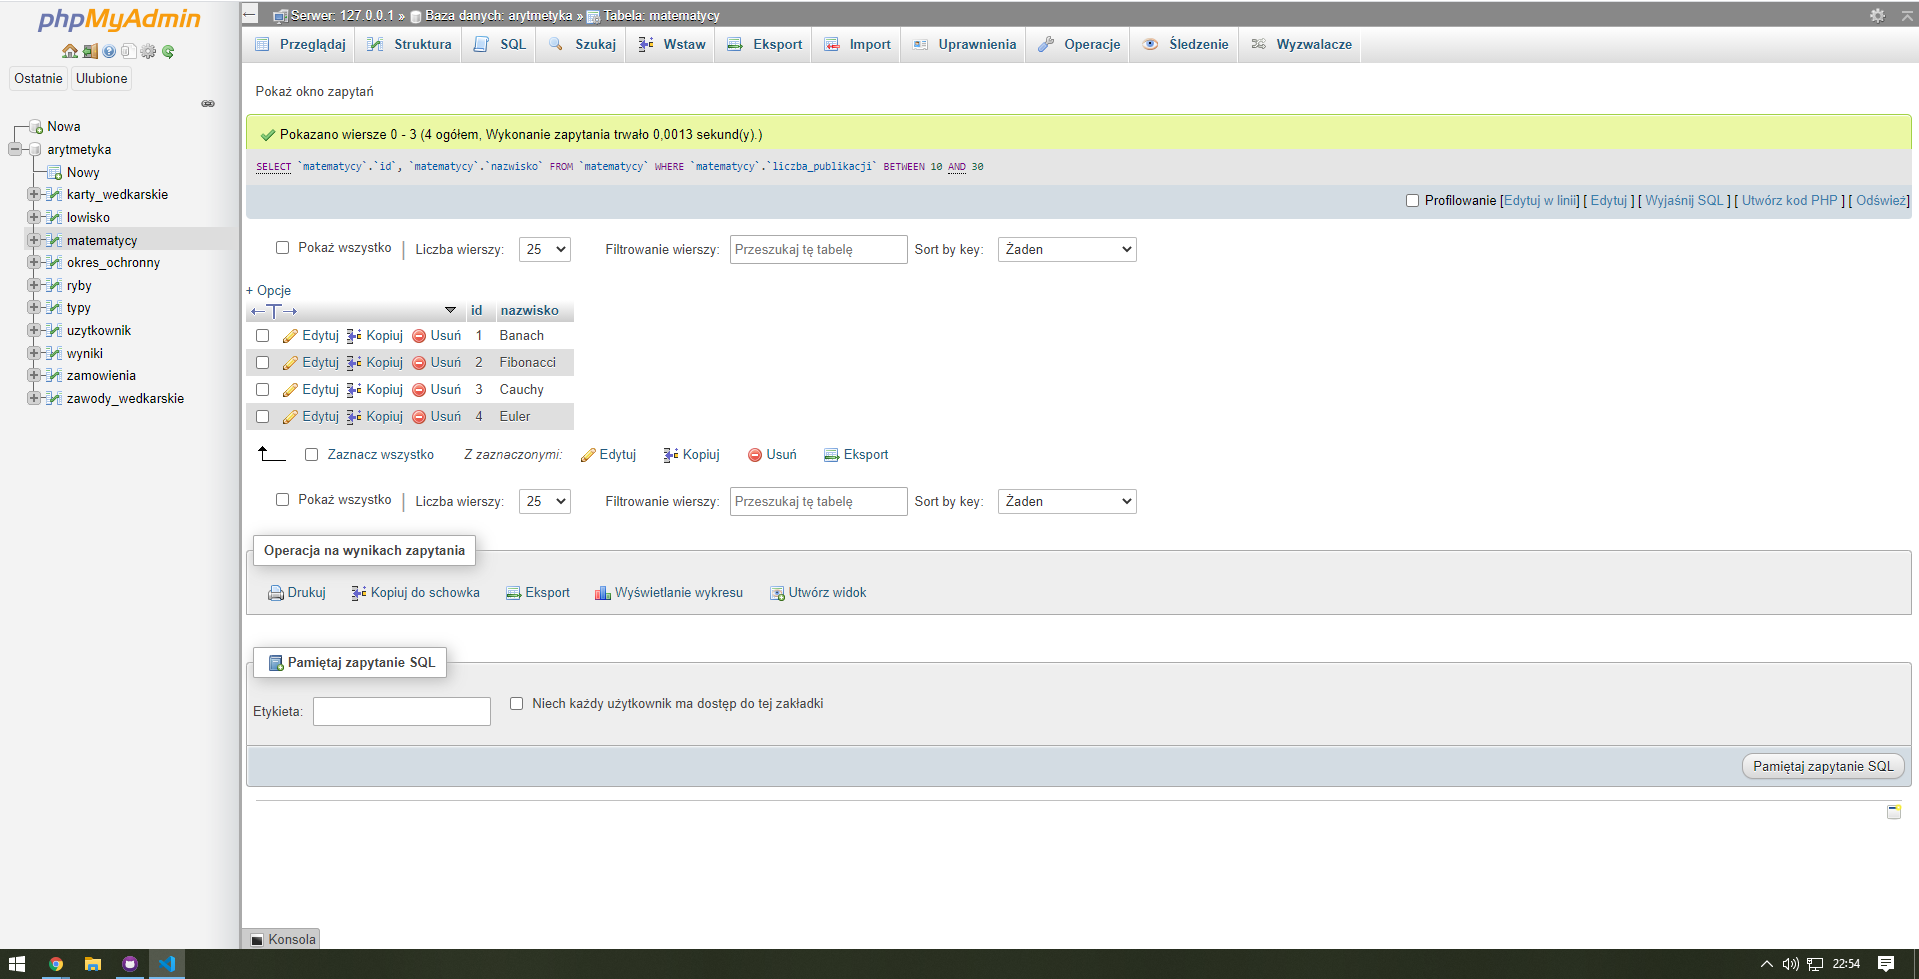 phpMyAdmin
Ostatnie Ulubione
Nowa
arytmetyka
Nowy
karty_wedkarskie
lowisko
matematycy
okres_ochronny
ryby
typy
uzytkownik
wyniki
zamowienia
zawody_wedkarskie
Serwer: 127.0.0.1 » Baza danych: arytmetyka » Tabela: matematycy
Przeglądaj Struktura SQL Szukaj Wstaw Eksport Import Uprawnienia Operacje Śledzenie Wyzwalacze
Pokaż okno zapytań
Pokazano wiersze 0 - 3 (4 ogółem, Wykonanie zapytania trwało 0,0013 sekund(y).)
SELECT `matematycy`.`id`, `matematycy`.`nazwisko` FROM `matematycy` WHERE `matematycy`.`liczba_publikacji` BETWEEN 10 AND 30
Profilowanie [Edytuj w linii] [ Edytuj ] [ Wyjaśnij SQL ] [ Utwórz kod PHP ] [ Odśwież]
Pokaż wszystko | Liczba wierszy: 25 Filtrowanie wierszy: Przeszukaj tę tabelę Sort by key: Żaden
+ Opcje
←T→ id nazwisko
Edytuj Kopiuj Usuń 1 Banach
Edytuj Kopiuj Usuń 2 Fibonacci
Edytuj Kopiuj Usuń 3 Cauchy
Edytuj Kopiuj Usuń 4 Euler
Zaznacz wszystko Z zaznaczonymi: Edytuj Kopiuj Usuń Eksport
Pokaż wszystko | Liczba wierszy: 25 Filtrowanie wierszy: Przeszukaj tę tabelę Sort by key: Żaden
Operacja na wynikach zapytania
Drukuj Kopiuj do schowka Eksport Wyświetlanie wykresu Utwórz widok
Pamiętaj zapytanie SQL
Etykieta: Niech każdy użytkownik ma dostęp do tej zakładki
Pamiętaj zapytanie SQL
Konsola
22:54